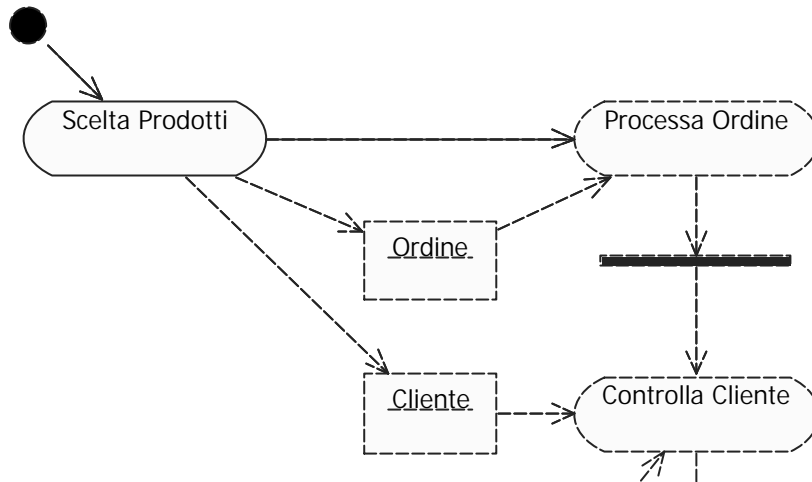 Scelta Prodotti
Processa Ordine
Ordine
Cliente
Controlla Cliente